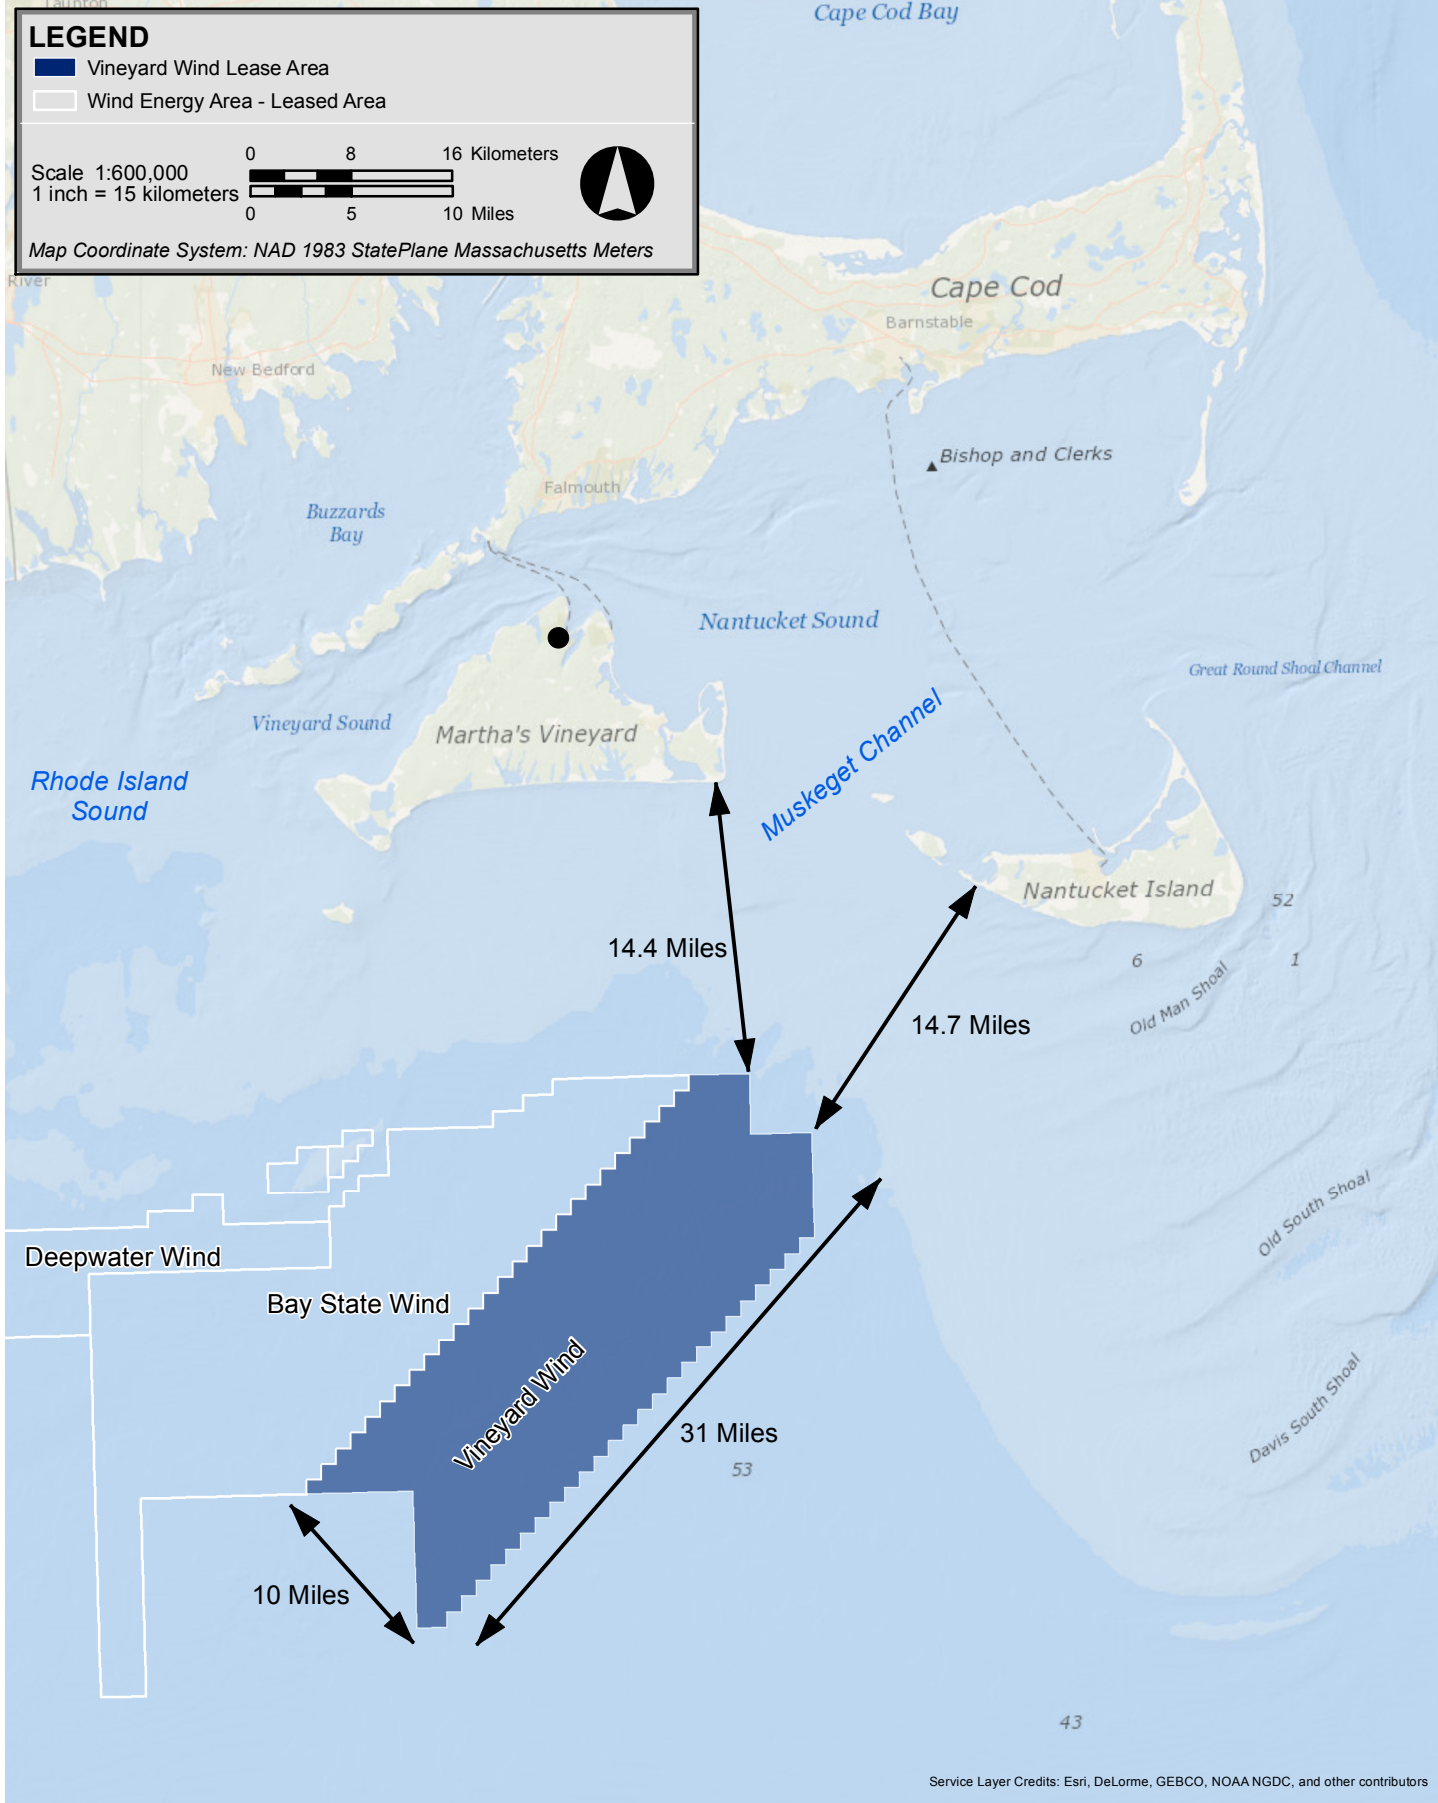 Taunton
Cape Cod Bay
LEGEND
Vineyard Wind Lease Area
Wind Energy Area - Leased Area
0 8 16 Kilometers
Scale 1:600,000
1 inch = 15 kilometers
0 5 10 Miles
Map Coordinate System: NAD 1983 StatePlane Massachusetts Meters
River
Cape Cod
Barnstable
New Bedford
Bishop and Clerks
Falmouth
Buzzards
Bay
Nantucket Sound
Great Round Shoal Channel
Vineyard Sound
Martha's Vineyard
Muskeget Channel
Rhode Island
Sound
Nantucket Island
52
14.4 Miles
6
1
Old Man Shoal
14.7 Miles
Old South Shoal
Deepwater Wind
Bay State Wind
Vineyard Wind
Davis South Shoal
31 Miles
53
10 Miles
43
Service Layer Credits: Esri, DeLorme, GEBCO, NOAA NGDC, and other contributors